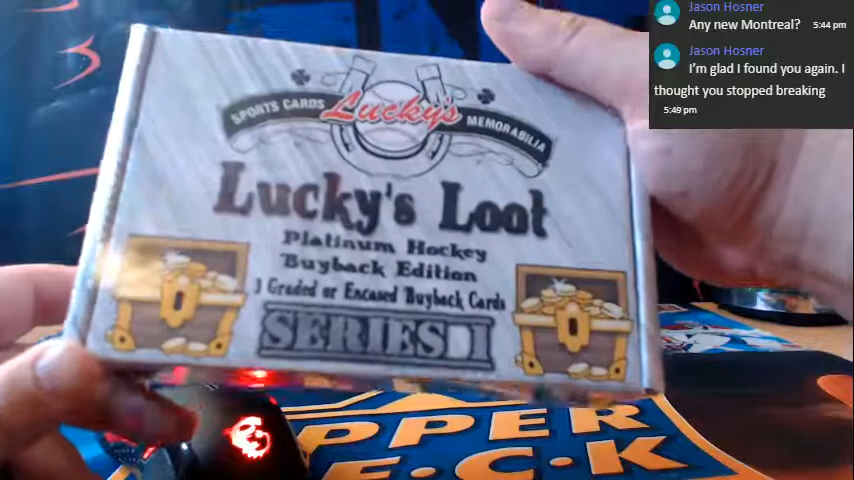 Jason Hosner
Any new Montreal? 5:44 pm
Jason Hosner
I'm glad I found you again. I
thought you stopped breaking
5:49 pm
SPORTS CARDS Lucky's MEMORABILIA
Lucky's Loot
Platinum Hockey
Buyback Edition
3 Graded or Encased Buyback Cards
SERIES I
UPPER
DECK